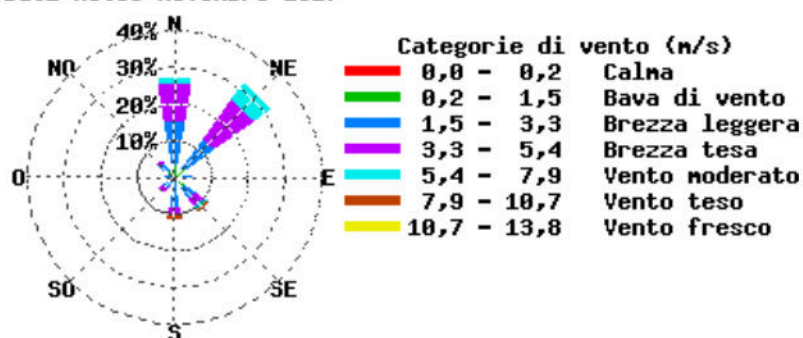 40% N
Categorie di vento (m/s)
NO 30% NE
0,0 - 0,2 Calma
20%
0,2 - 1,5 Bava di vento
10%
1,5 - 3,3 Brezza leggera
3,3 - 5,4 Brezza tesa
O E
5,4 - 7,9 Vento moderato
7,9 - 10,7 Vento teso
10,7 - 13,8 Vento fresco
SO SE
S